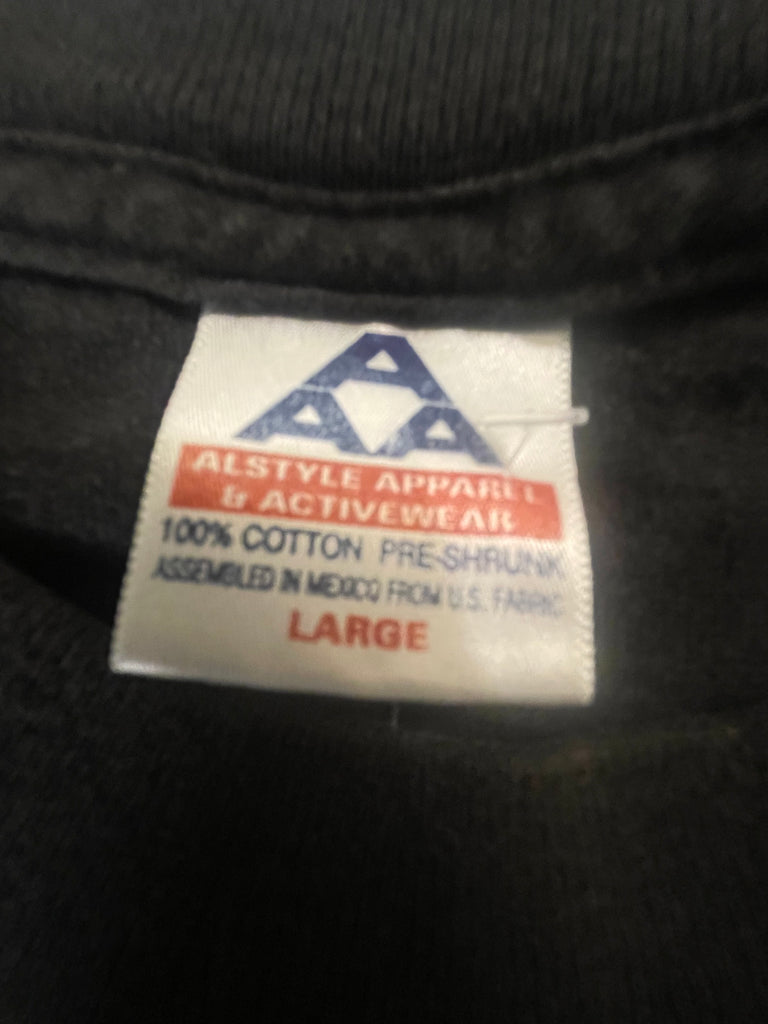 A
A A
ALSTYLE APPAREL
& ACTIVEWEAR
100% COTTON PRE-SHRUNK
ASSEMBLED IN MEXICO FROM U.S. FABRIC
LARGE